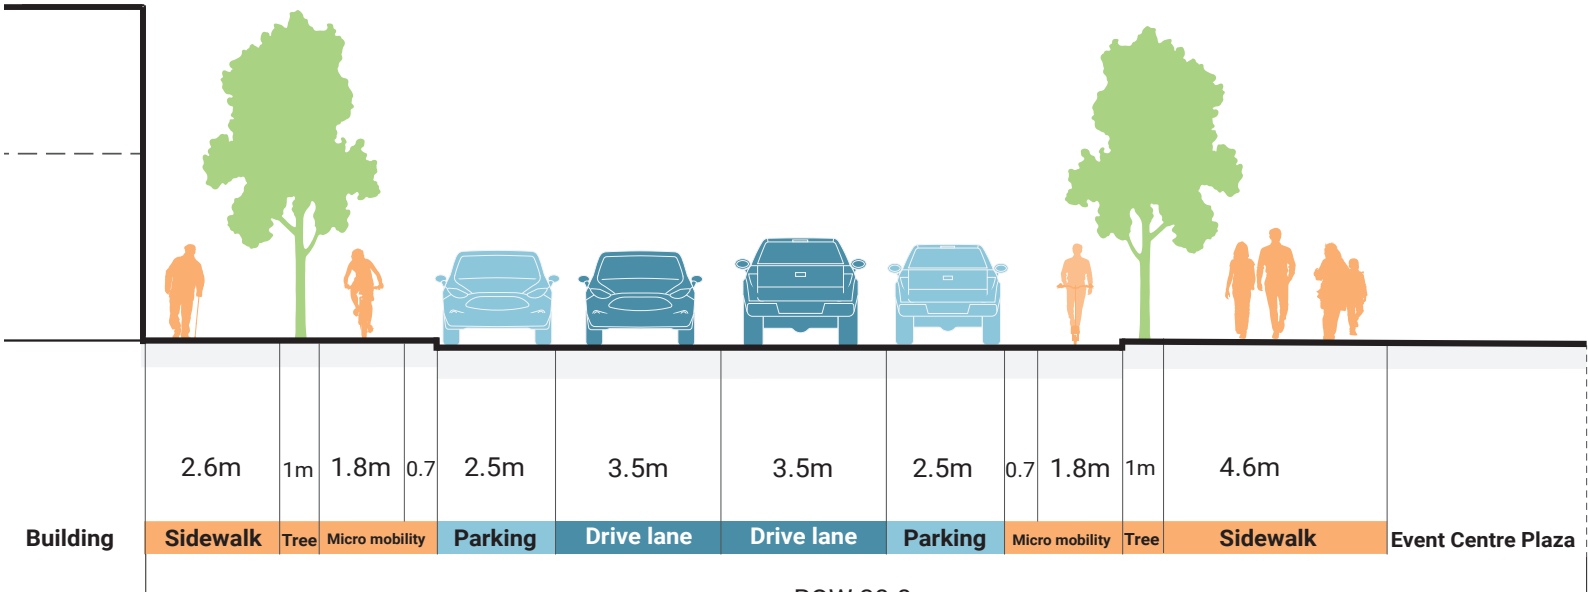 2.6m 1m 1.8m 0.7 2.5m 3.5m 3.5m 2.5m 0.7 1.8m 1m 4.6m
Building Sidewalk Tree Micro mobility Parking Drive lane Drive lane Parking Micro mobility Tree Sidewalk Event Centre Plaza